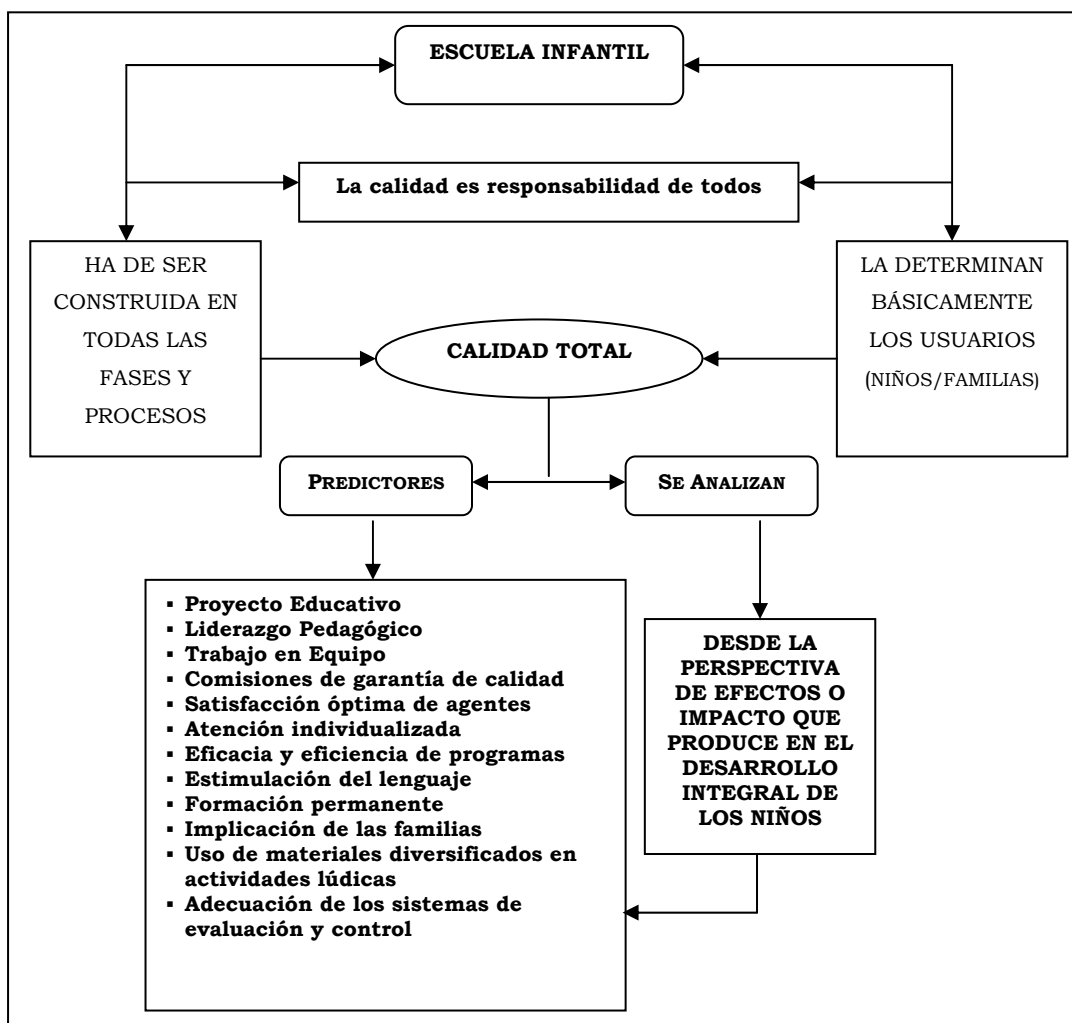 ESCUELA INFANTIL
La calidad es responsabilidad de todos
HA DE SER
CONSTRUIDA EN
TODAS LAS
FASES Y
PROCESOS
CALIDAD TOTAL
LA DETERMINAN
BÁSICAMENTE
LOS USUARIOS
(NIÑOS/FAMILIAS)
PREDICTORES
SE ANALIZAN
▪ Proyecto Educativo
▪ Liderazgo Pedagógico
▪ Trabajo en Equipo
▪ Comisiones de garantía de calidad
▪ Satisfacción óptima de agentes
▪ Atención individualizada
▪ Eficacia y eficiencia de programas
▪ Estimulación del lenguaje
▪ Formación permanente
▪ Implicación de las familias
▪ Uso de materiales diversificados en
actividades lúdicas
▪ Adecuación de los sistemas de
evaluación y control
DESDE LA
PERSPECTIVA
DE EFECTOS O
IMPACTO QUE
PRODUCE EN EL
DESARROLLO
INTEGRAL DE
LOS NIÑOS